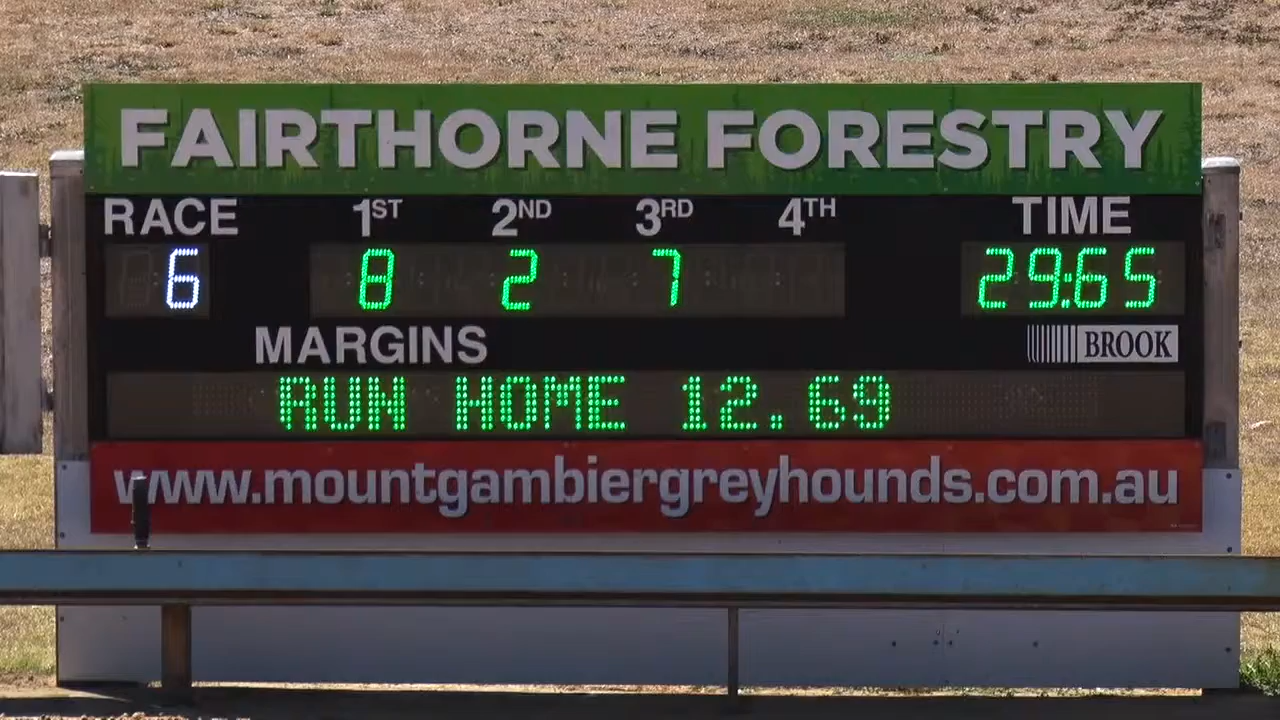 FAIRTHORNE FORESTRY
RACE 1ST 2ND 3RD 4TH TIME
6 8 2 7 29:65
MARGINS BROOK
RUN HOME 12.69
www.mountgambiergreyhounds.com.au